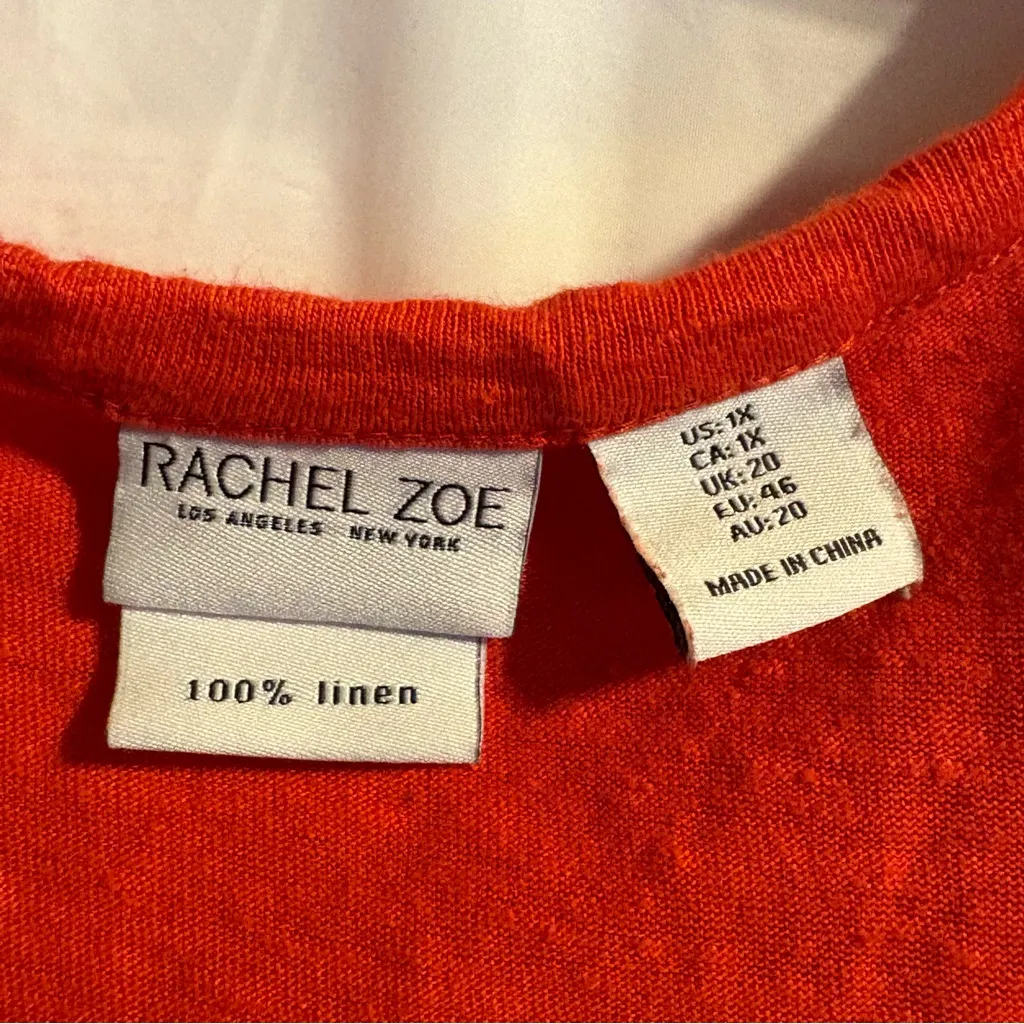 RACHEL ZOE
LOS ANGELES NEW YORK
100% linen
US: 1X
CA: 1X
UK: 20
EU: 46
AU: 20
MADE IN CHINA